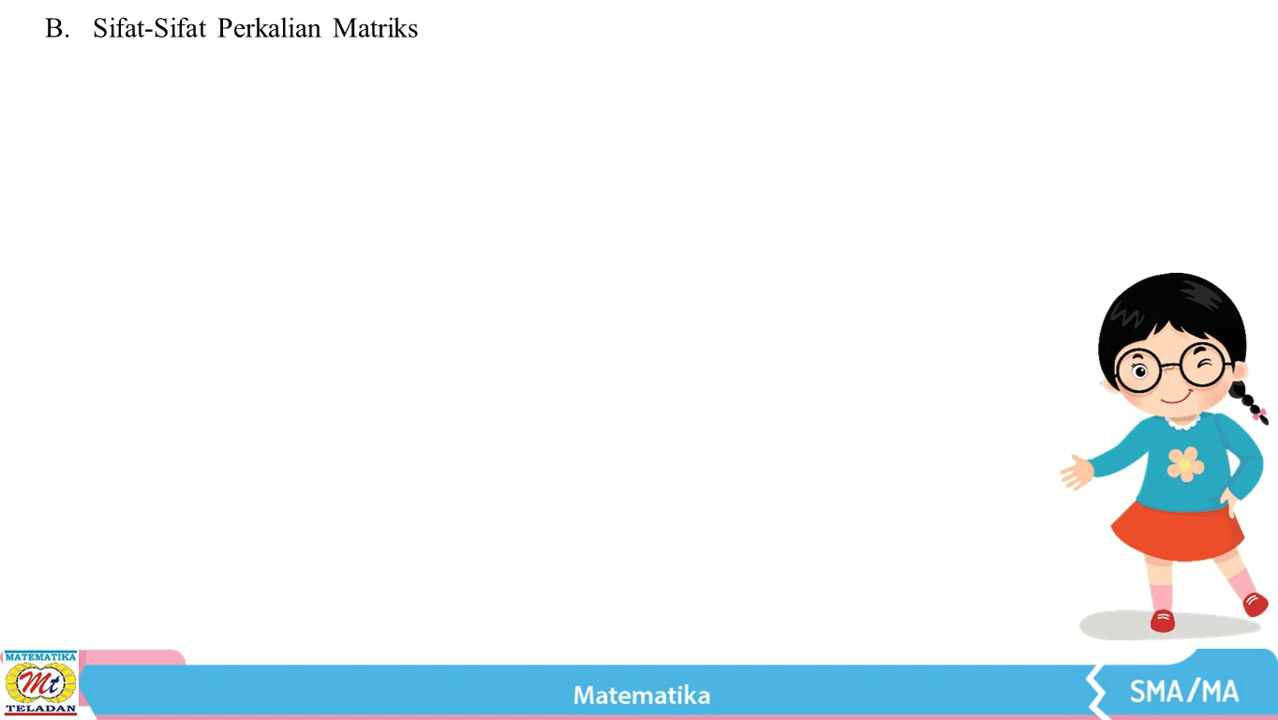 B. Sifat-Sifat Perkalian Matriks
MATEMATIKA
Mt
TELADAN
Matematika
SMA/MA